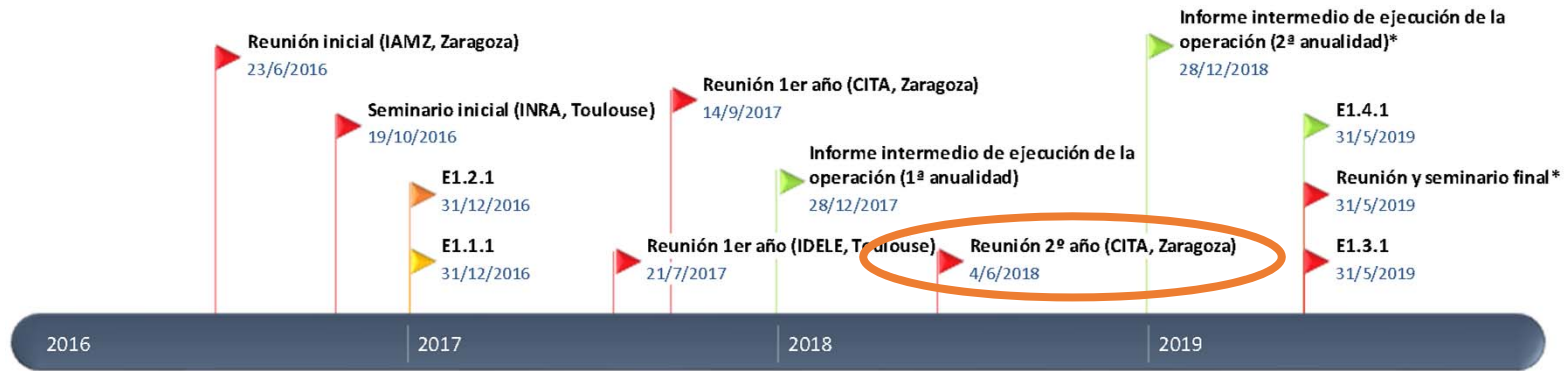 Reunión inicial (IAMZ, Zaragoza)
23/6/2016
Seminario inicial (INRA, Toulouse)
19/10/2016
E1.2.1
31/12/2016
E1.1.1
31/12/2016
Reunión 1er año (CITA, Zaragoza)
14/9/2017
Reunión 1er año (IDELE, Toulouse)
21/7/2017
Informe intermedio de ejecución de la
operación (1ª anualidad)
28/12/2017
Reunión 2º año (CITA, Zaragoza)
4/6/2018
Informe intermedio de ejecución de la
operación (2ª anualidad)*
28/12/2018
E1.4.1
31/5/2019
Reunión y seminario final*
31/5/2019
E1.3.1
31/5/2019
2016
2017
2018
2019